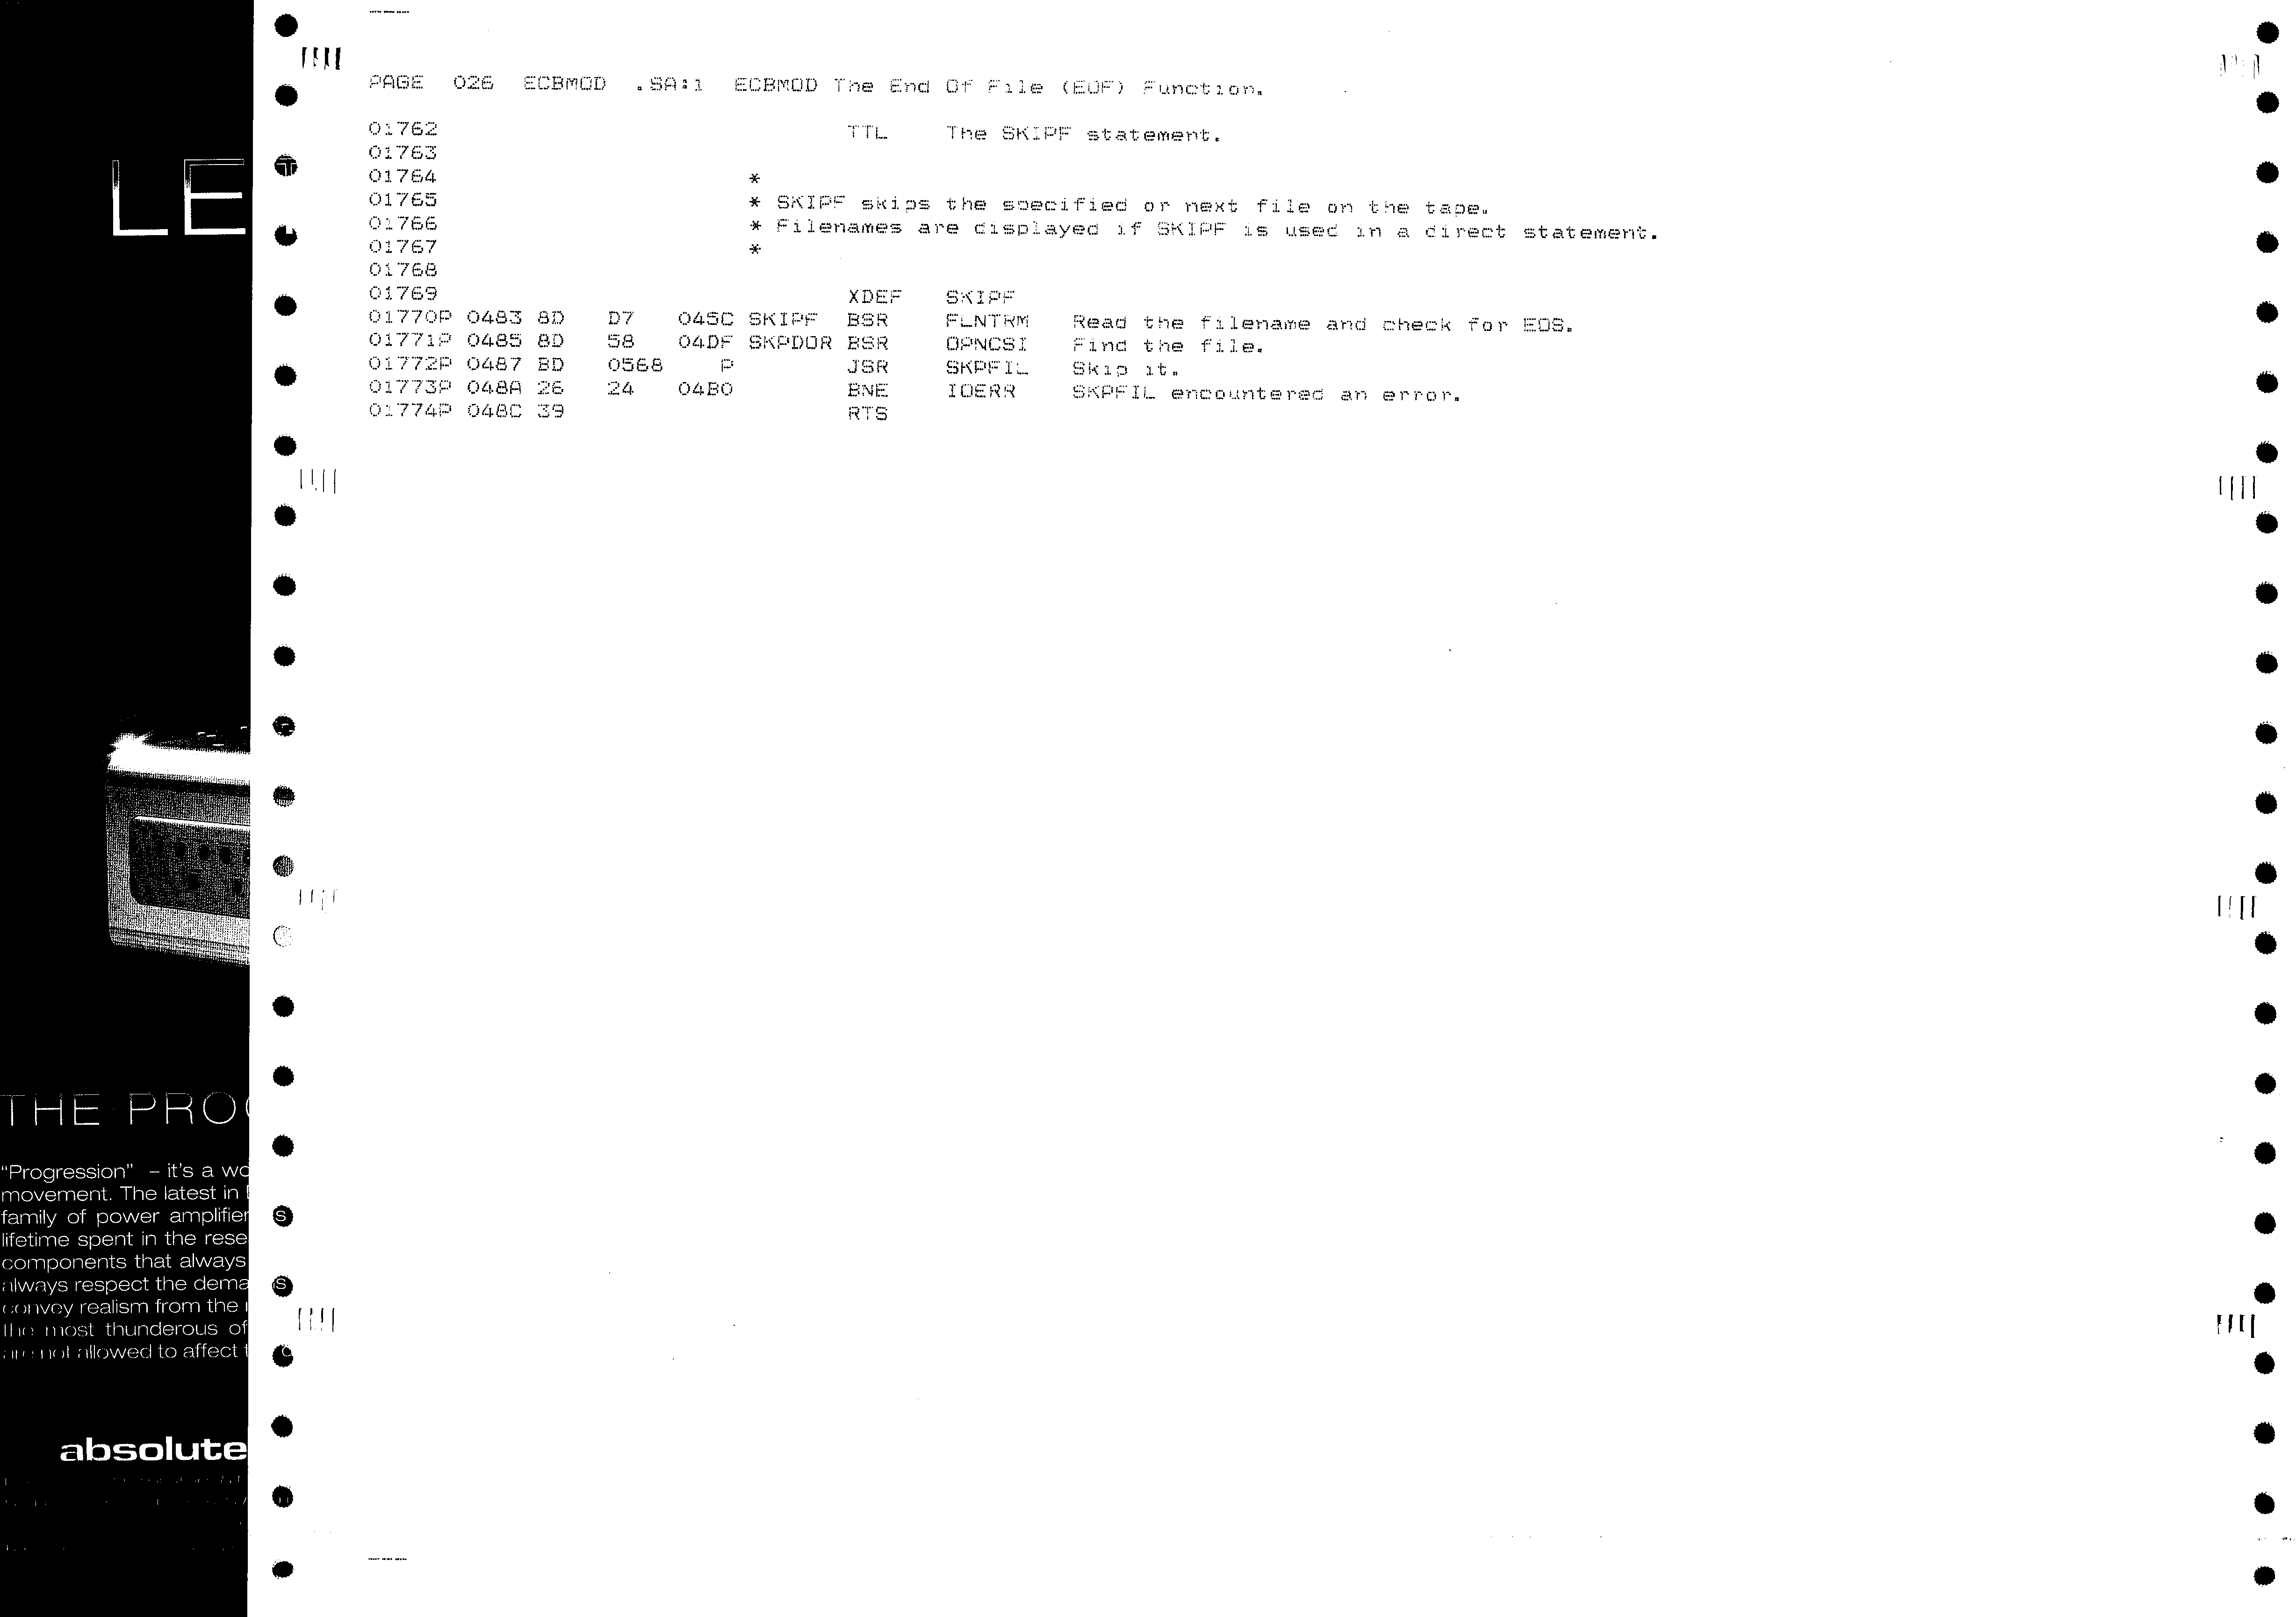 PAGE 026 ECBMOD .SA:1 ECBMOD The End Of File (EOF) Function.
01762 TTL The SKIPF statement.
01763
01764 *
01765 * SKIPF skips the specified or next file on the tape.
01766 * Filenames are displayed if SKIPF is used in a direct statement.
01767 *
01768
01769 XDEF SKIPF
01770P 0483 8D D7 045C SKIPF BSR FLNTRM Read the filename and check for EOS.
01771P 0485 8D 58 04DF SKPDOR BSR OPNCSI Find the file.
01772P 0487 BD 0568 P JSR SKPFIL Skip it.
01773P 048A 26 24 04B0 BNE IOERR SKPFIL encountered an error.
01774P 048C 39 RTS
LE
THE PRO
"Progression" – it's a wo
movement. The latest in
family of power amplifier
lifetime spent in the rese
components that always
always respect the dema
convey realism from the
the most thunderous of
are not allowed to affect t
absolute